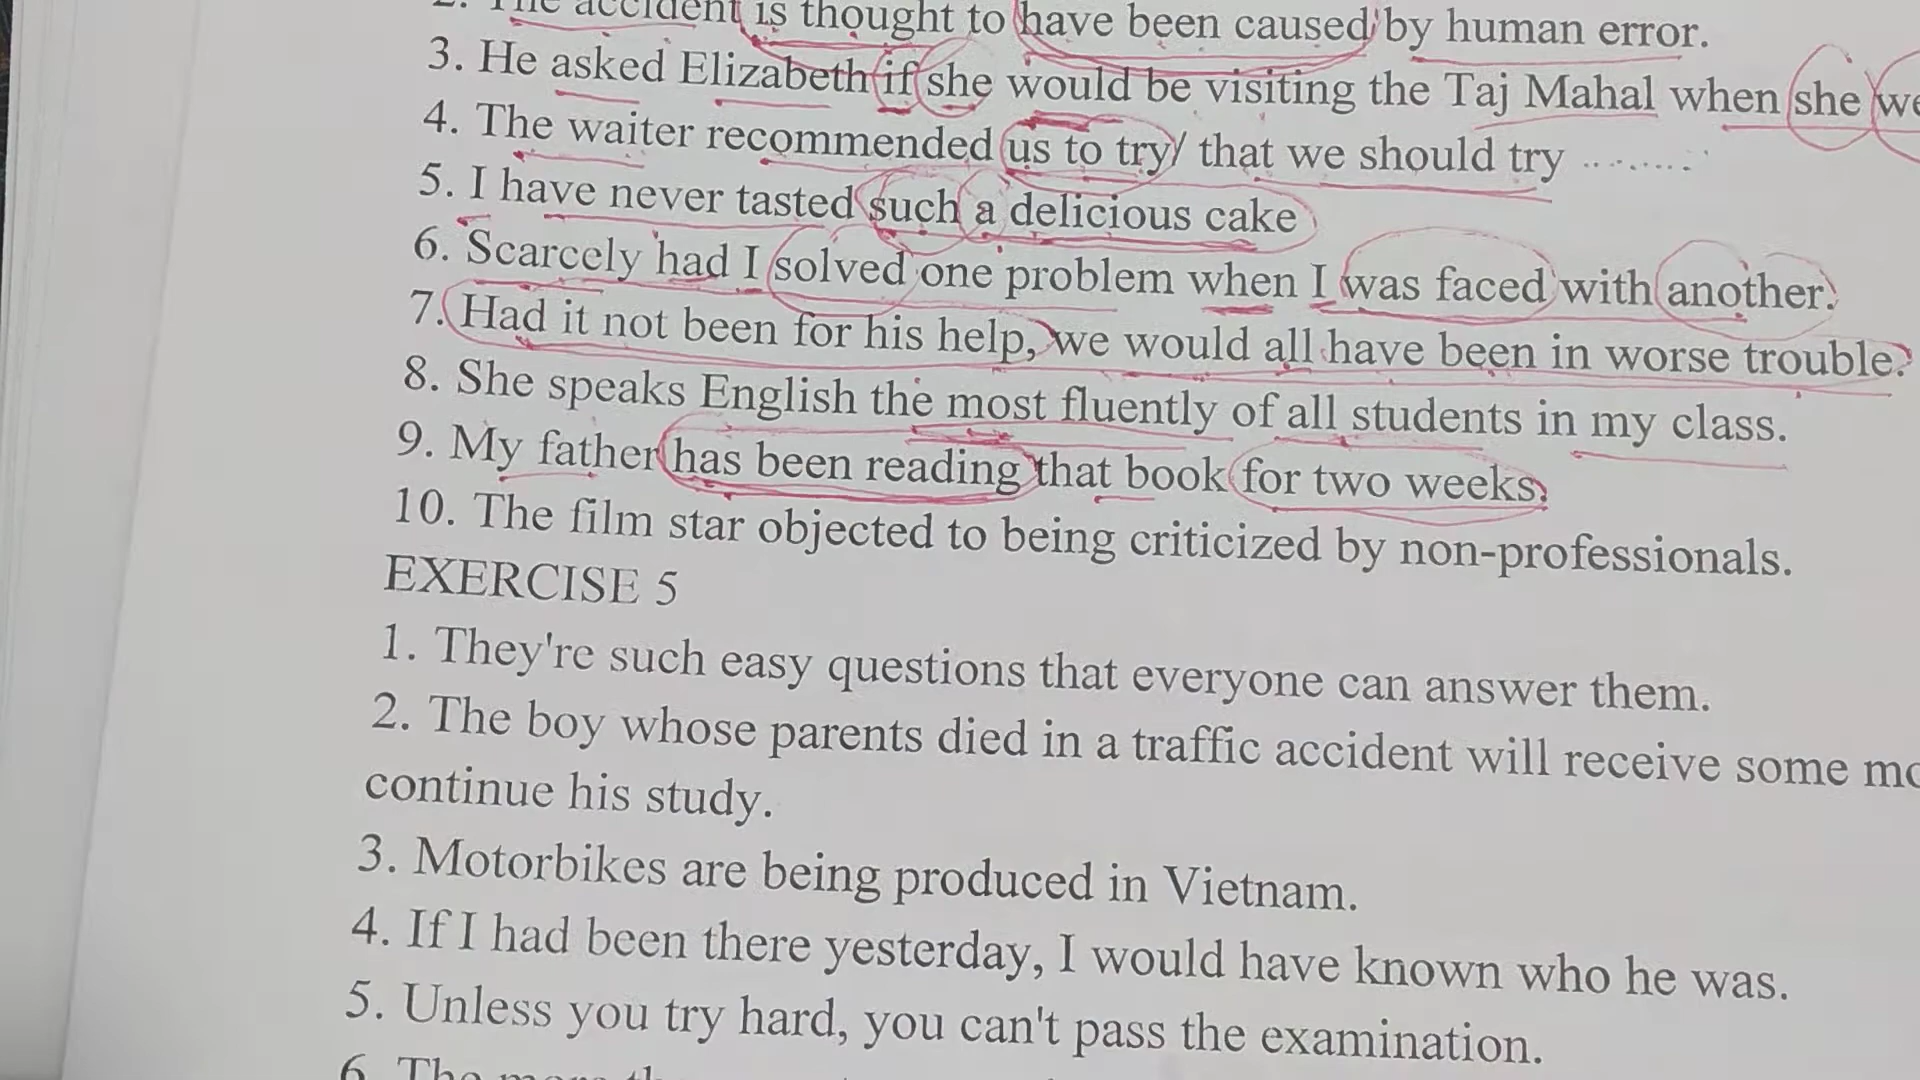 2. The accident is thought to have been caused by human error.
3. He asked Elizabeth if she would be visiting the Taj Mahal when she
4. The waiter recommended us to try/ that we should try .........
5. I have never tasted such a delicious cake
6. Scarcely had I solved one problem when I was faced with another.
7. Had it not been for his help, we would all have been in worse trouble.
8. She speaks English the most fluently of all students in my class.
9. My father has been reading that book for two weeks.
10. The film star objected to being criticized by non-professionals.
EXERCISE 5
1. They're such easy questions that everyone can answer them.
2. The boy whose parents died in a traffic accident will receive some
continue his study.
3. Motorbikes are being produced in Vietnam.
4. If I had been there yesterday, I would have known who he was.
5. Unless you try hard, you can't pass the examination.
6. The more